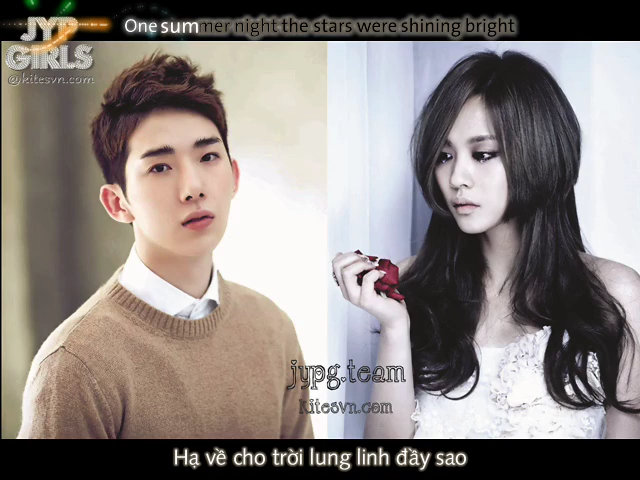 One summer night the stars were shining bright
JYP
GIRLS
@kitesvn.com
jypg.team
kitesvn.com
Hạ về cho trời lung linh đầy sao